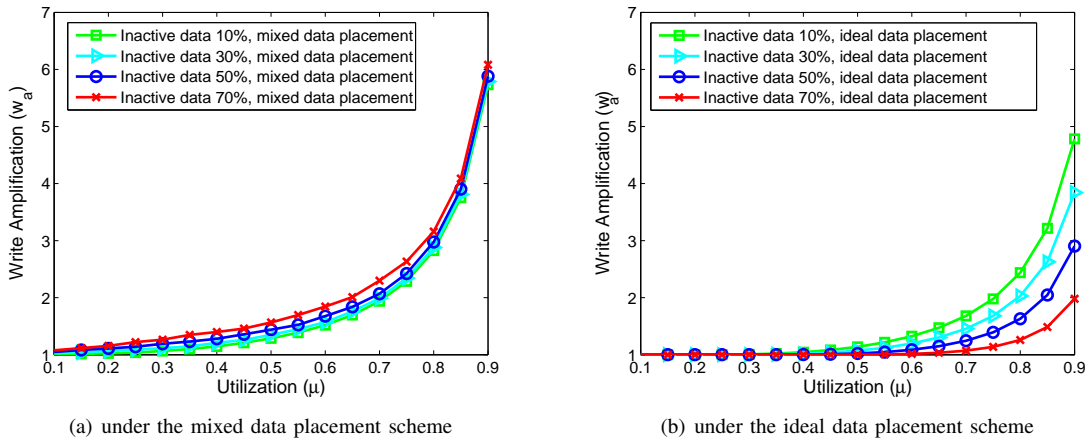 Inactive data 10%, mixed data placement
Inactive data 30%, mixed data placement
Inactive data 50%, mixed data placement
Inactive data 70%, mixed data placement
7
6
5
4
3
2
1
Write Amplification (w_a)
0.1 0.2 0.3 0.4 0.5 0.6 0.7 0.8 0.9
Utilization (μ)
(a) under the mixed data placement scheme
Inactive data 10%, ideal data placement
Inactive data 30%, ideal data placement
Inactive data 50%, ideal data placement
Inactive data 70%, ideal data placement
7
6
5
4
3
2
1
Write Amplification (w_a)
0.1 0.2 0.3 0.4 0.5 0.6 0.7 0.8 0.9
Utilization (μ)
(b) under the ideal data placement scheme